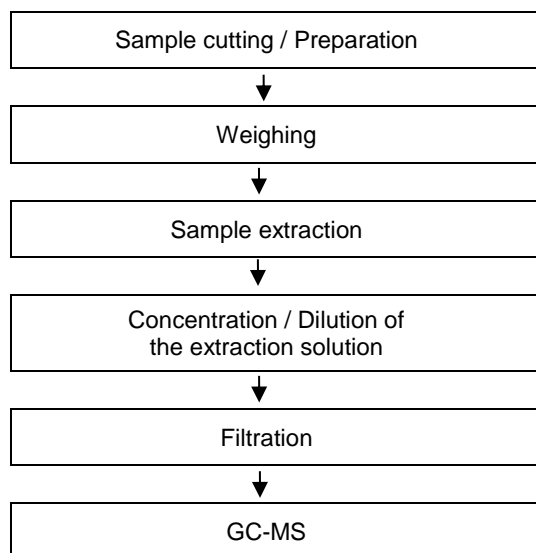 Sample cutting / Preparation
Weighing
Sample extraction
Concentration / Dilution of
the extraction solution
Filtration
GC-MS